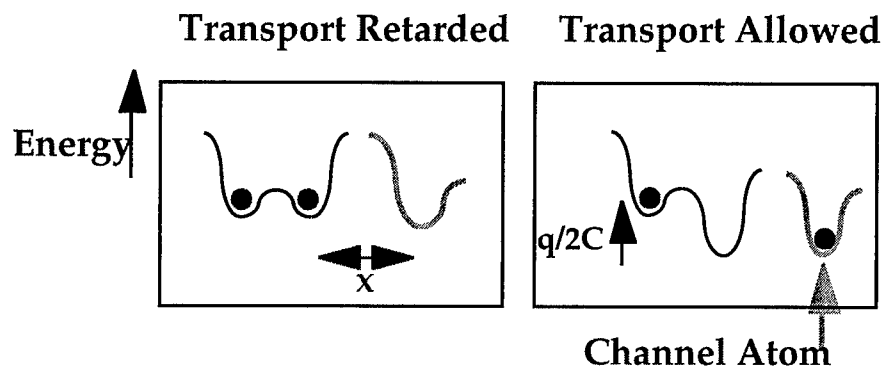 Transport Retarded
Transport Allowed
Energy
q/2C
x
Channel Atom